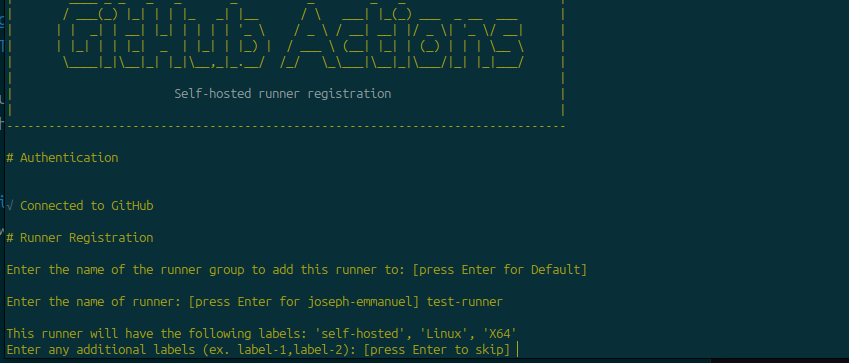 GitHub Actions
Self-hosted runner registration
# Authentication
√ Connected to GitHub
# Runner Registration
Enter the name of the runner group to add this runner to: [press Enter for Default]
Enter the name of runner: [press Enter for joseph-emmanuel] test-runner
This runner will have the following labels: 'self-hosted', 'Linux', 'X64'
Enter any additional labels (ex. label-1,label-2): [press Enter to skip]